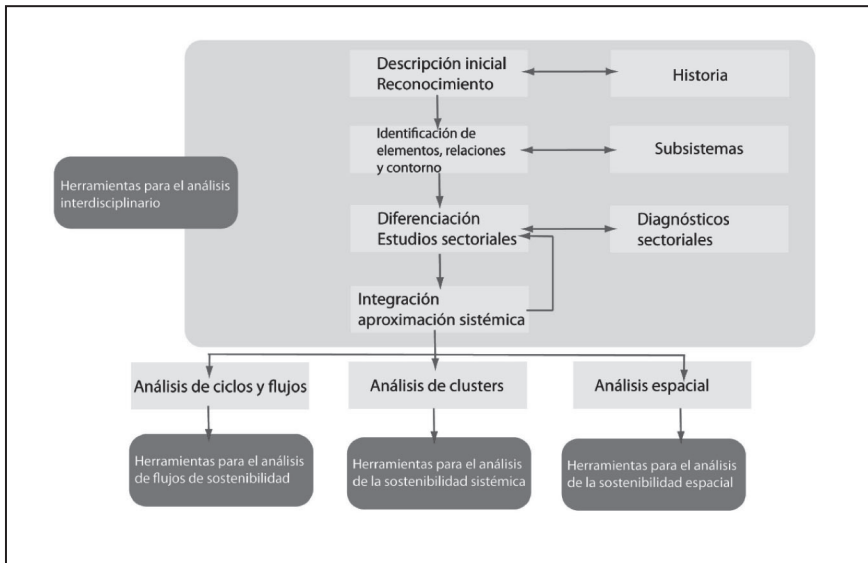 Descripción inicial
Reconocimiento
Historia
Identificación de
elementos, relaciones
y contorno
Subsistemas
Herramientas para el análisis
interdisciplinario
Diferenciación
Estudios sectoriales
Diagnósticos
sectoriales
Integración
aproximación sistémica
Análisis de ciclos y flujos
Análisis de clusters
Análisis espacial
Herramientas para el análisis
de flujos de sostenibilidad
Herramientas para el análisis
de la sostenibilidad sistémica
Herramientas para el análisis
de la sostenibilidad espacial